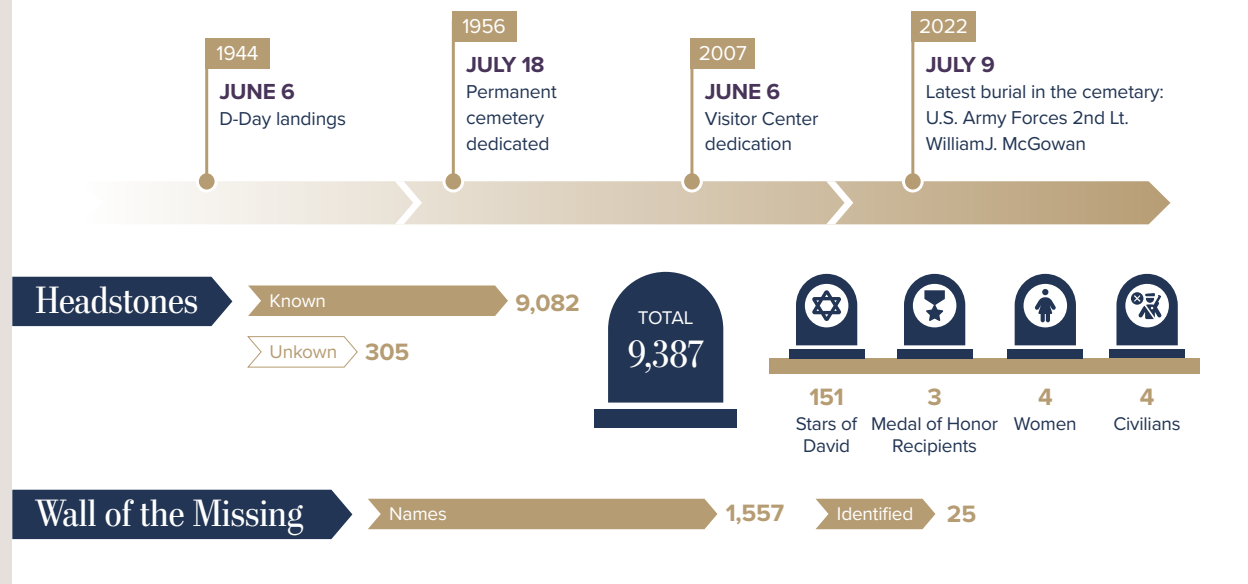 1944
JUNE 6
D-Day landings
1956
JULY 18
Permanent
cemetery
dedicated
2007
JUNE 6
Visitor Center
dedication
2022
JULY 9
Latest burial in the cemetary:
U.S. Army Forces 2nd Lt.
WilliamJ. McGowan
Headstones
Known 9,082
Unkown 305
TOTAL
9,387
151
Stars of
David
3
Medal of Honor
Recipients
4
Women
4
Civilians
Wall of the Missing
Names 1,557
Identified 25